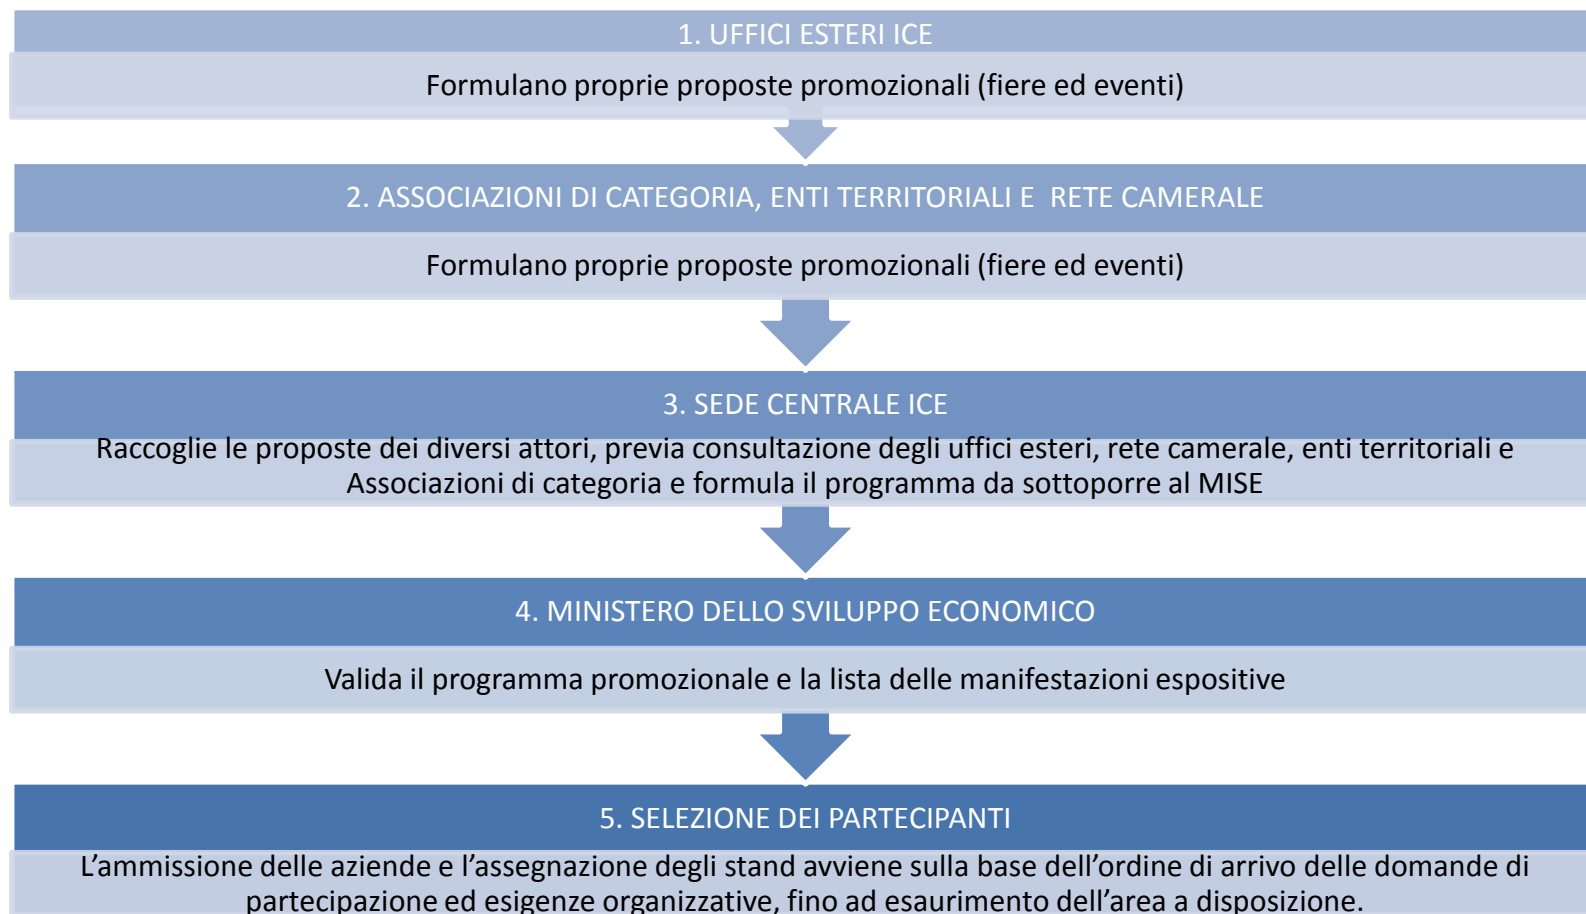 1. UFFICI ESTERI ICE
Formulano proprie proposte promozionali (fiere ed eventi)
2. ASSOCIAZIONI DI CATEGORIA, ENTI TERRITORIALI E RETE CAMERALE
Formulano proprie proposte promozionali (fiere ed eventi)
3. SEDE CENTRALE ICE
Raccoglie le proposte dei diversi attori, previa consultazione degli uffici esteri, rete camerale, enti territoriali e
Associazioni di categoria e formula il programma da sottoporre al MISE
4. MINISTERO DELLO SVILUPPO ECONOMICO
Valida il programma promozionale e la lista delle manifestazioni espositive
5. SELEZIONE DEI PARTECIPANTI
L’ammissione delle aziende e l’assegnazione degli stand avviene sulla base dell’ordine di arrivo delle domande di
partecipazione ed esigenze organizzative, fino ad esaurimento dell’area a disposizione.